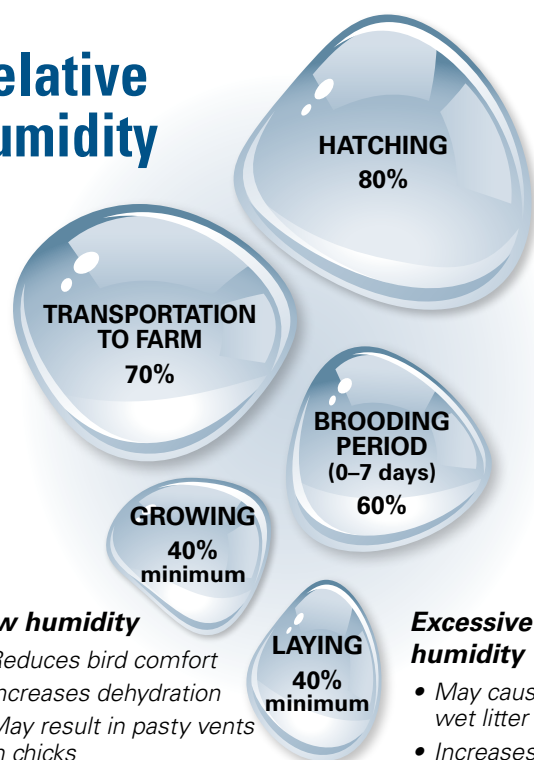 elative
umidity
HATCHING
80%
TRANSPORTATION
TO FARM
70%
BROODING
PERIOD
(0–7 days)
60%
GROWING
40%
minimum
LAYING
40%
minimum
w humidity
Reduces bird comfort
ncreases dehydration
May result in pasty vents
n chicks
Excessive
humidity
• May caus
wet litter
• Increases